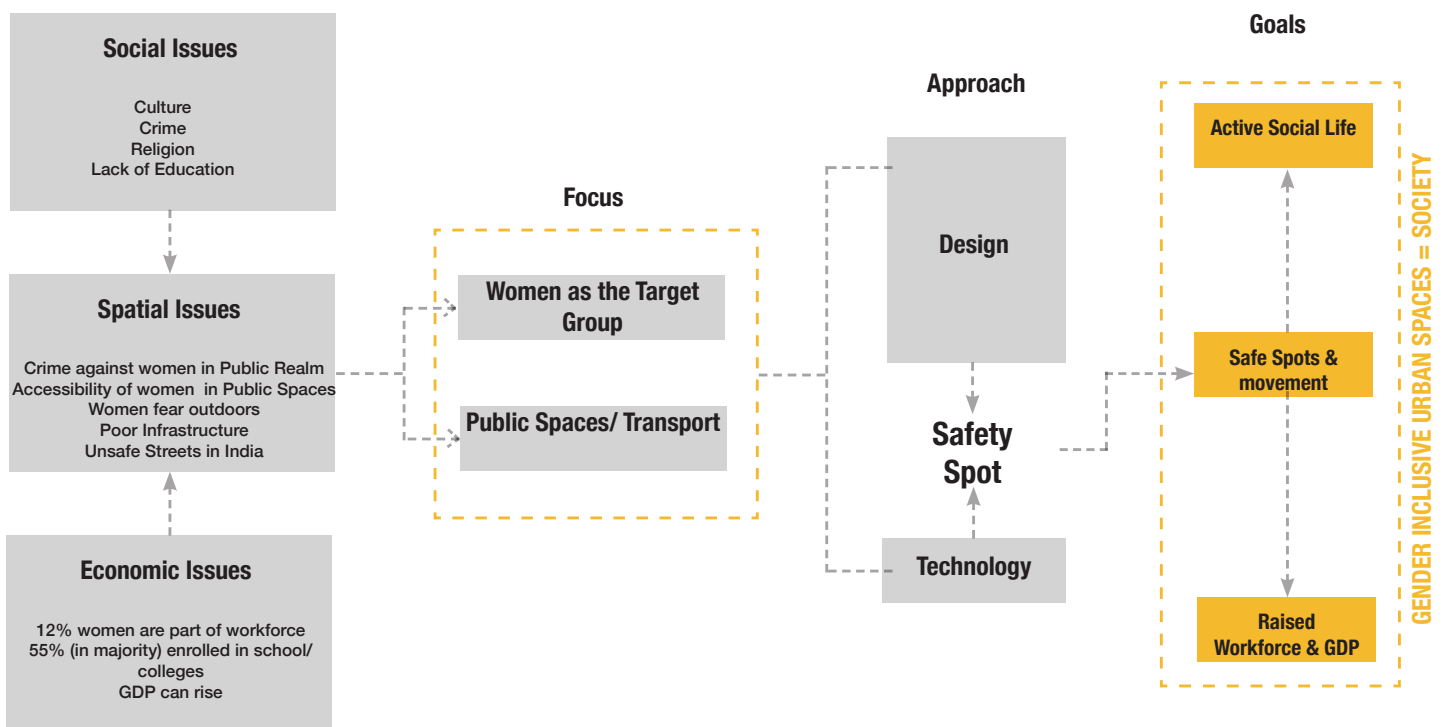 Social Issues
Culture
Crime
Religion
Lack of Education
Spatial Issues
Crime against women in Public Realm
Accessibility of women in Public Spaces
Women fear outdoors
Poor Infrastructure
Unsafe Streets in India
Economic Issues
12% women are part of workforce
55% (in majority) enrolled in school/
colleges
GDP can rise
Focus
Women as the Target
Group
Public Spaces/ Transport
Approach
Design
Safety
Spot
Technology
Goals
Active Social Life
Safe Spots &
movement
Raised
Workforce & GDP
GENDER INCLUSIVE URBAN SPACES = SOCIETY